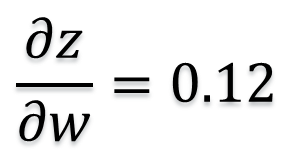 ∂z/∂w = 0.12